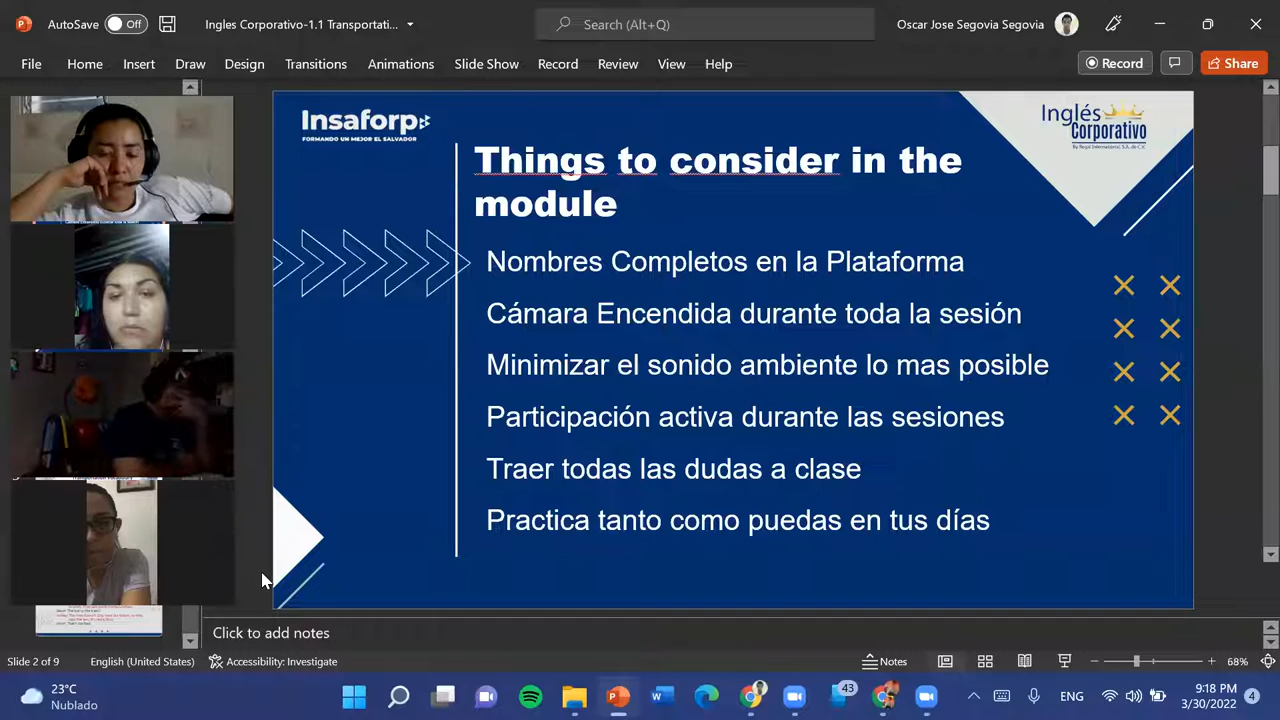 AutoSave Off Ingles Corporativo-1.1 Transportati... Search (Alt+Q) Oscar Jose Segovia Segovia
File Home Insert Draw Design Transitions Animations Slide Show Record Review View Help Record Share
Insaforp
FORMANDO UN MEJOR EL SALVADOR
Inglés
Corporativo
By Regal International, S.A. de C.V.
Things to consider in the
module
Nombres Completos en la Plataforma
Cámara Encendida durante toda la sesión
Minimizar el sonido ambiente lo mas posible
Participación activa durante las sesiones
Traer todas las dudas a clase
Practica tanto como puedas en tus días
Click to add notes
Slide 2 of 9 English (United States) Accessibility: Investigate Notes 68%
23°C
Nublado
43
ENG
9:18 PM
3/30/2022
4